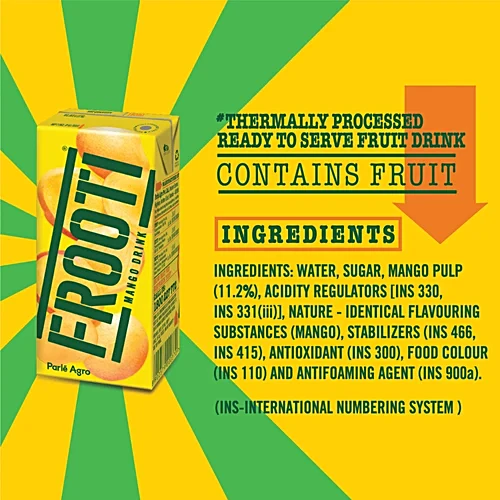 #THERMALLY PROCESSED
READY TO SERVE FRUIT DRINK
CONTAINS FRUIT
INGREDIENTS
INGREDIENTS: WATER, SUGAR, MANGO PULP
(11.2%), ACIDITY REGULATORS [INS 330,
INS 331(iii)], NATURE - IDENTICAL FLAVOURING
SUBSTANCES (MANGO), STABILIZERS (INS 466,
INS 415), ANTIOXIDANT (INS 300), FOOD COLOUR
(INS 110) AND ANTIFOAMING AGENT (INS 900a).
(INS-INTERNATIONAL NUMBERING SYSTEM )
FROOTI
MANGO DRINK
Parlé Agro